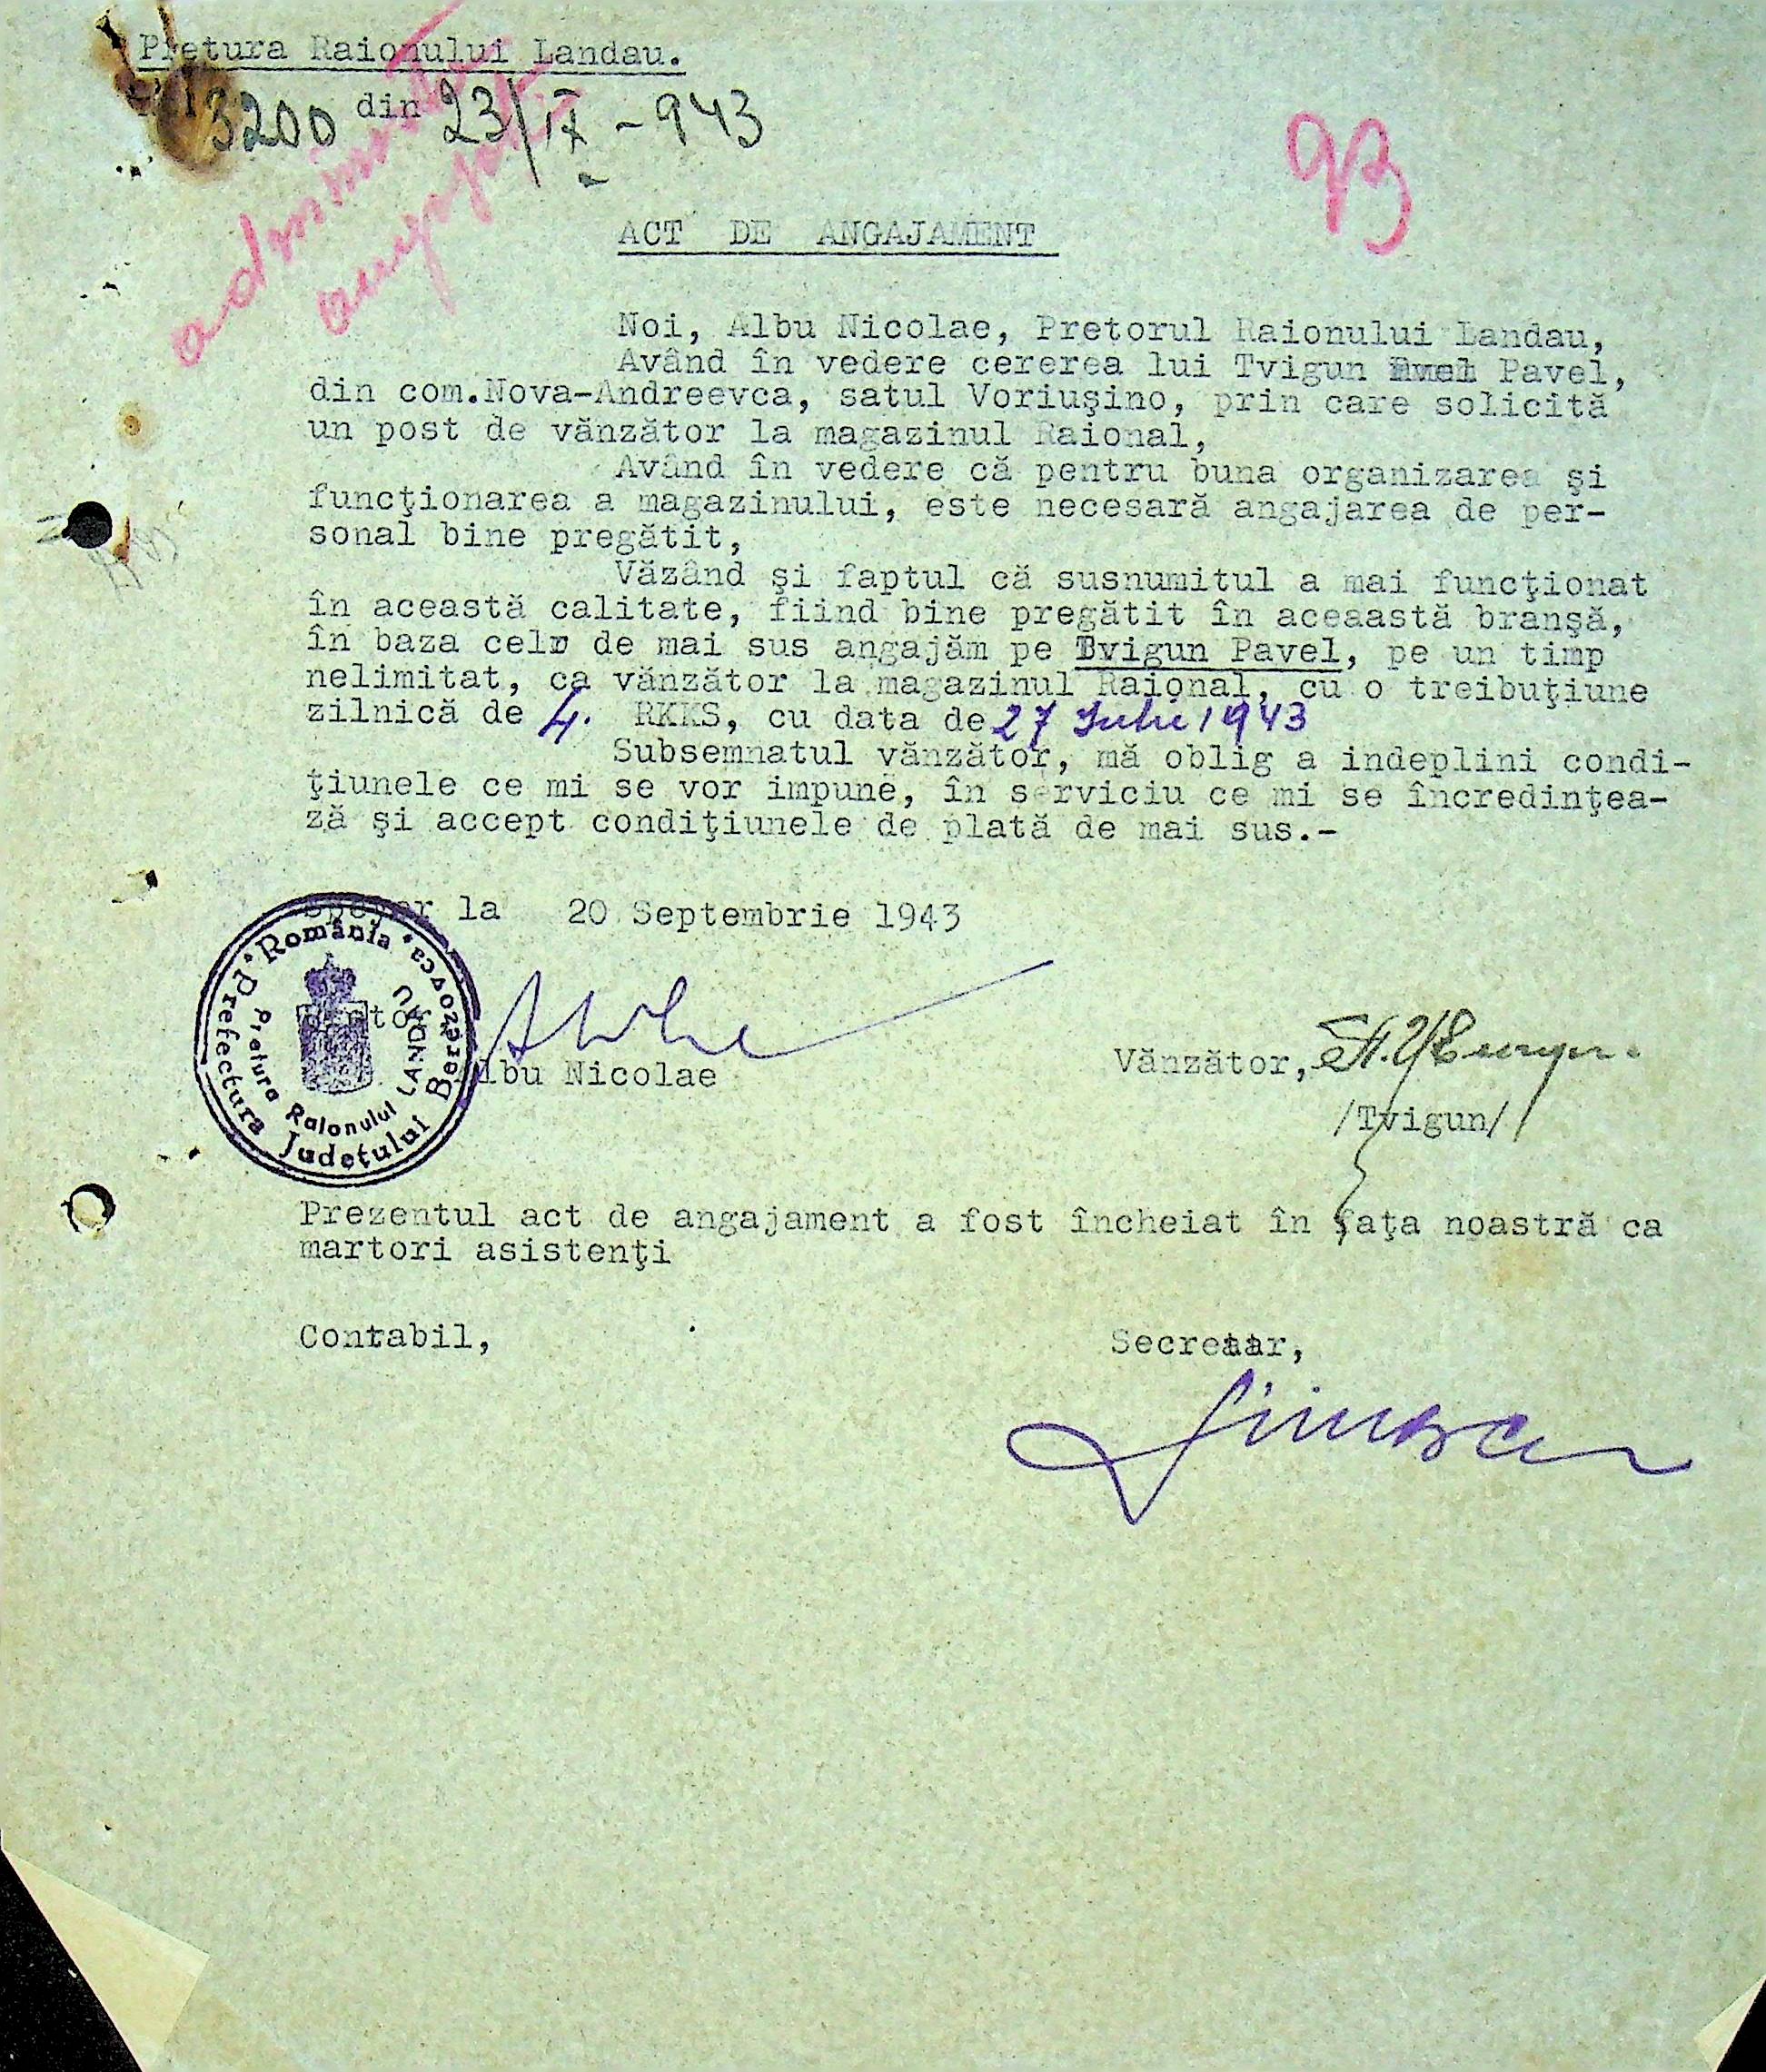 Pretura Raionului Landau.
3200 din 23/IX-943
93
ACT DE ANGAJAMENT
Noi, Albu Nicolae, Pretorul Raionului Landau,
Având în vedere cererea lui Tvigun Pavel,
din com.Nova-Andreevca, satul Voriuşino, prin care solicită
un post de vănzător la magazinul Raional,
Având în vedere că pentru buna organizarea şi
funcţionarea a magazinului, este necesară angajarea de per-
sonal bine pregătit,
Văzând şi faptul că susnumitul a mai funcţionat
în această calitate, fiind bine pregătit în aceaastă branşă,
în baza celr de mai sus angajăm pe Tvigun Pavel, pe un timp
nelimitat, ca vănzător la magazinul Raional, cu o treibuţiune
zilnică de 4. RKKS, cu data de 27 Iulie 1943
Subsemnatul vănzător, mă oblig a indeplini condi-
ţiunele ce mi se vor impune, în serviciu ce mi se încredinţea-
ză şi accept condiţiunele de plată de mai sus.-
Speyer la 20 Septembrie 1943
România
Prefectura Judeţului Berezovca
Pretura Raionului LANDAU
Albu Nicolae
Vănzător,
/Tvigun/
Prezentul act de angajament a fost încheiat în faţa noastră ca
martori asistenţi
Contabil,
Secretar,